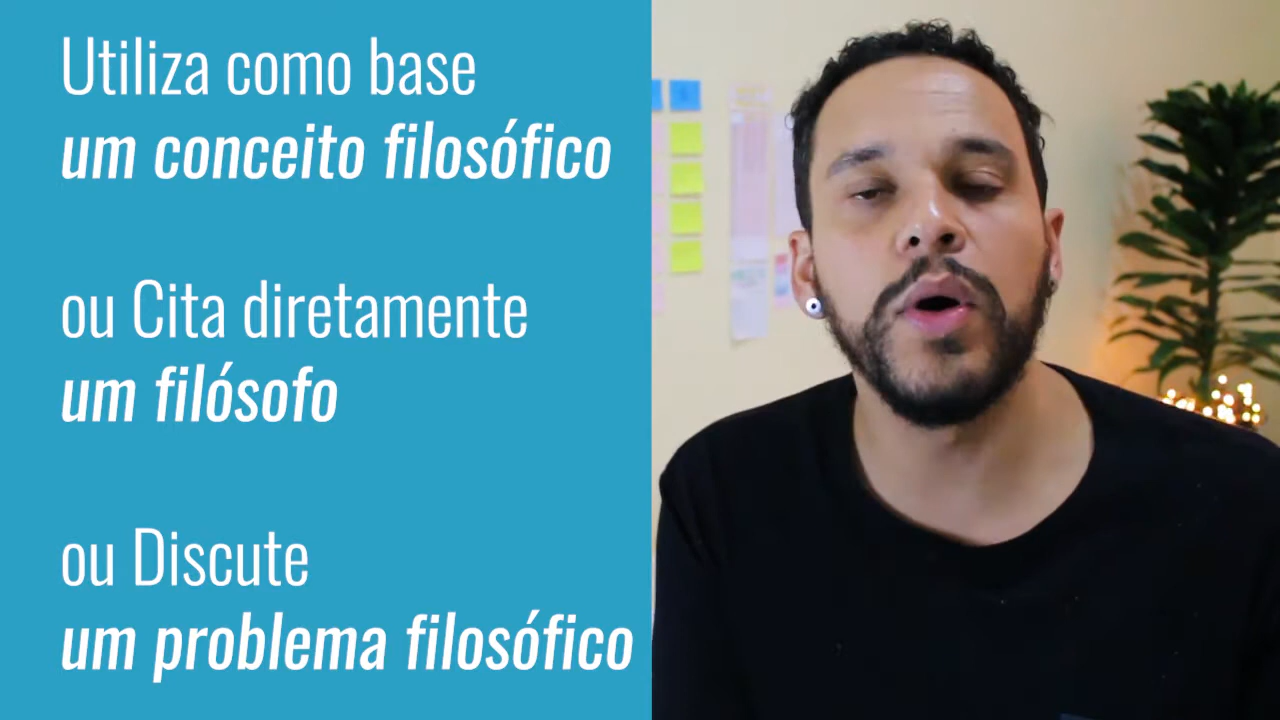 Utiliza como base
um conceito filosófico
ou Cita diretamente
um filósofo
ou Discute
um problema filosófico